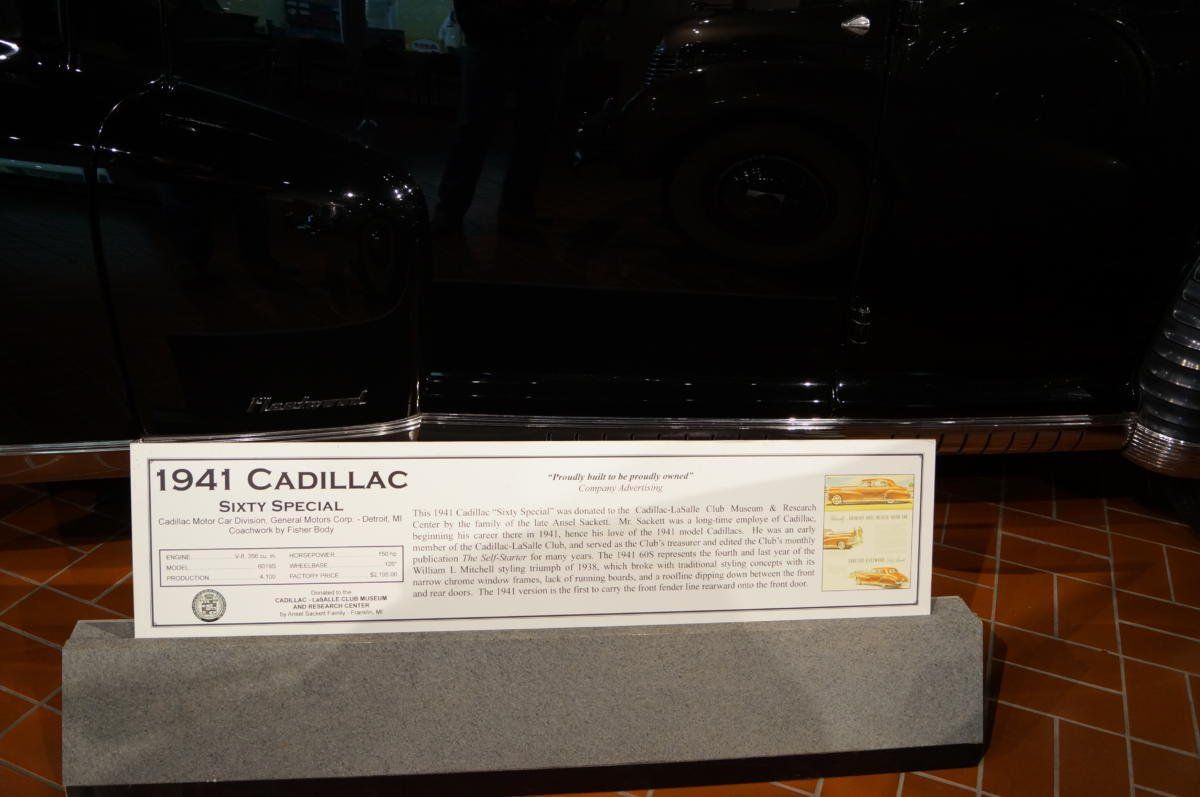 Fleetwood
1941 CADILLAC
SIXTY SPECIAL
Cadillac Motor Car Division, General Motors Corp. - Detroit, MI
Coachwork by Fisher Body
ENGINE V-8, 356 cu. in. HORSEPOWER 150 hp
MODEL 6019S WHEELBASE 126"
PRODUCTION 4,100 FACTORY PRICE $2,195.00
Donated to the
CADILLAC - LaSALLE CLUB MUSEUM
AND RESEARCH CENTER
by Ansel Sackett Family - Franklin, MI
"Proudly built to be proudly owned"
Company Advertising
This 1941 Cadillac "Sixty Special" was donated to the Cadillac-LaSalle Club Museum & Research
Center by the family of the late Ansel Sackett. Mr. Sackett was a long-time employe of Cadillac,
beginning his career there in 1941, hence his love of the 1941 model Cadillacs. He was an early
member of the Cadillac-LaSalle Club, and served as the Club's treasurer and edited the Club's monthly
publication The Self-Starter for many years. The 1941 60S represents the fourth and last year of the
William L Mitchell styling triumph of 1938, which broke with traditional styling concepts with its
narrow chrome window frames, lack of running boards, and a roofline dipping down between the front
and rear doors. The 1941 version is the first to carry the front fender line rearward onto the front door.